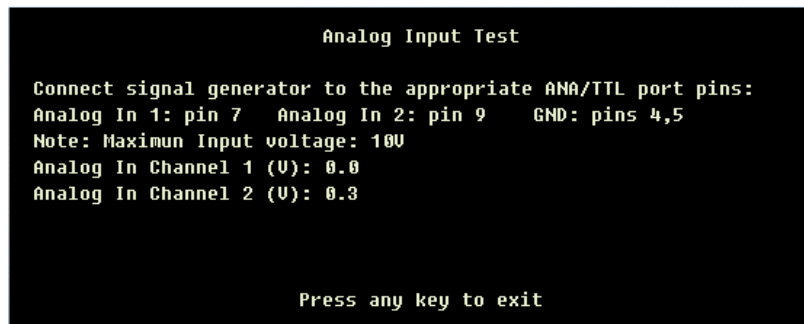 Analog Input Test
Connect signal generator to the appropriate ANA/TTL port pins:
Analog In 1: pin 7 Analog In 2: pin 9 GND: pins 4,5
Note: Maximun Input voltage: 10V
Analog In Channel 1 (V): 0.0
Analog In Channel 2 (V): 0.3
Press any key to exit